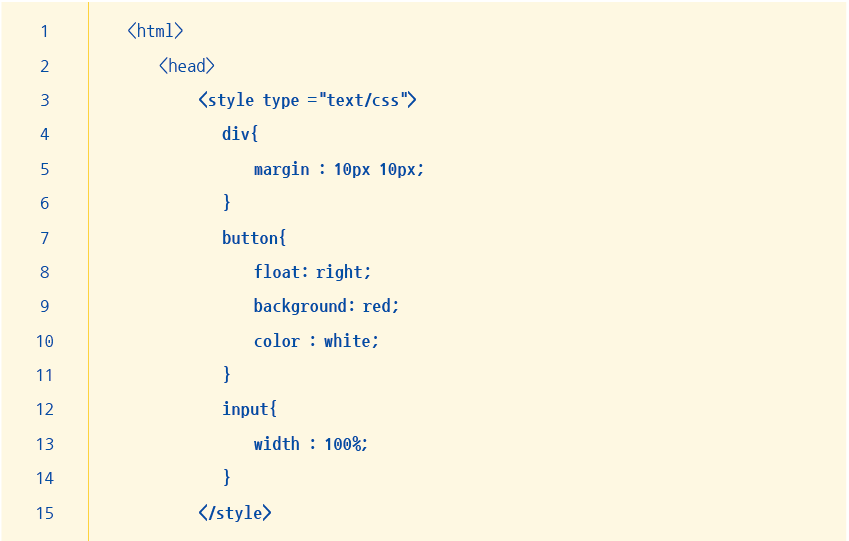 1 <html>
2 <head>
3 <style type ="text/css">
4 div{
5 margin : 10px 10px;
6 }
7 button{
8 float: right;
9 background: red;
10 color : white;
11 }
12 input{
13 width : 100%;
14 }
15 </style>